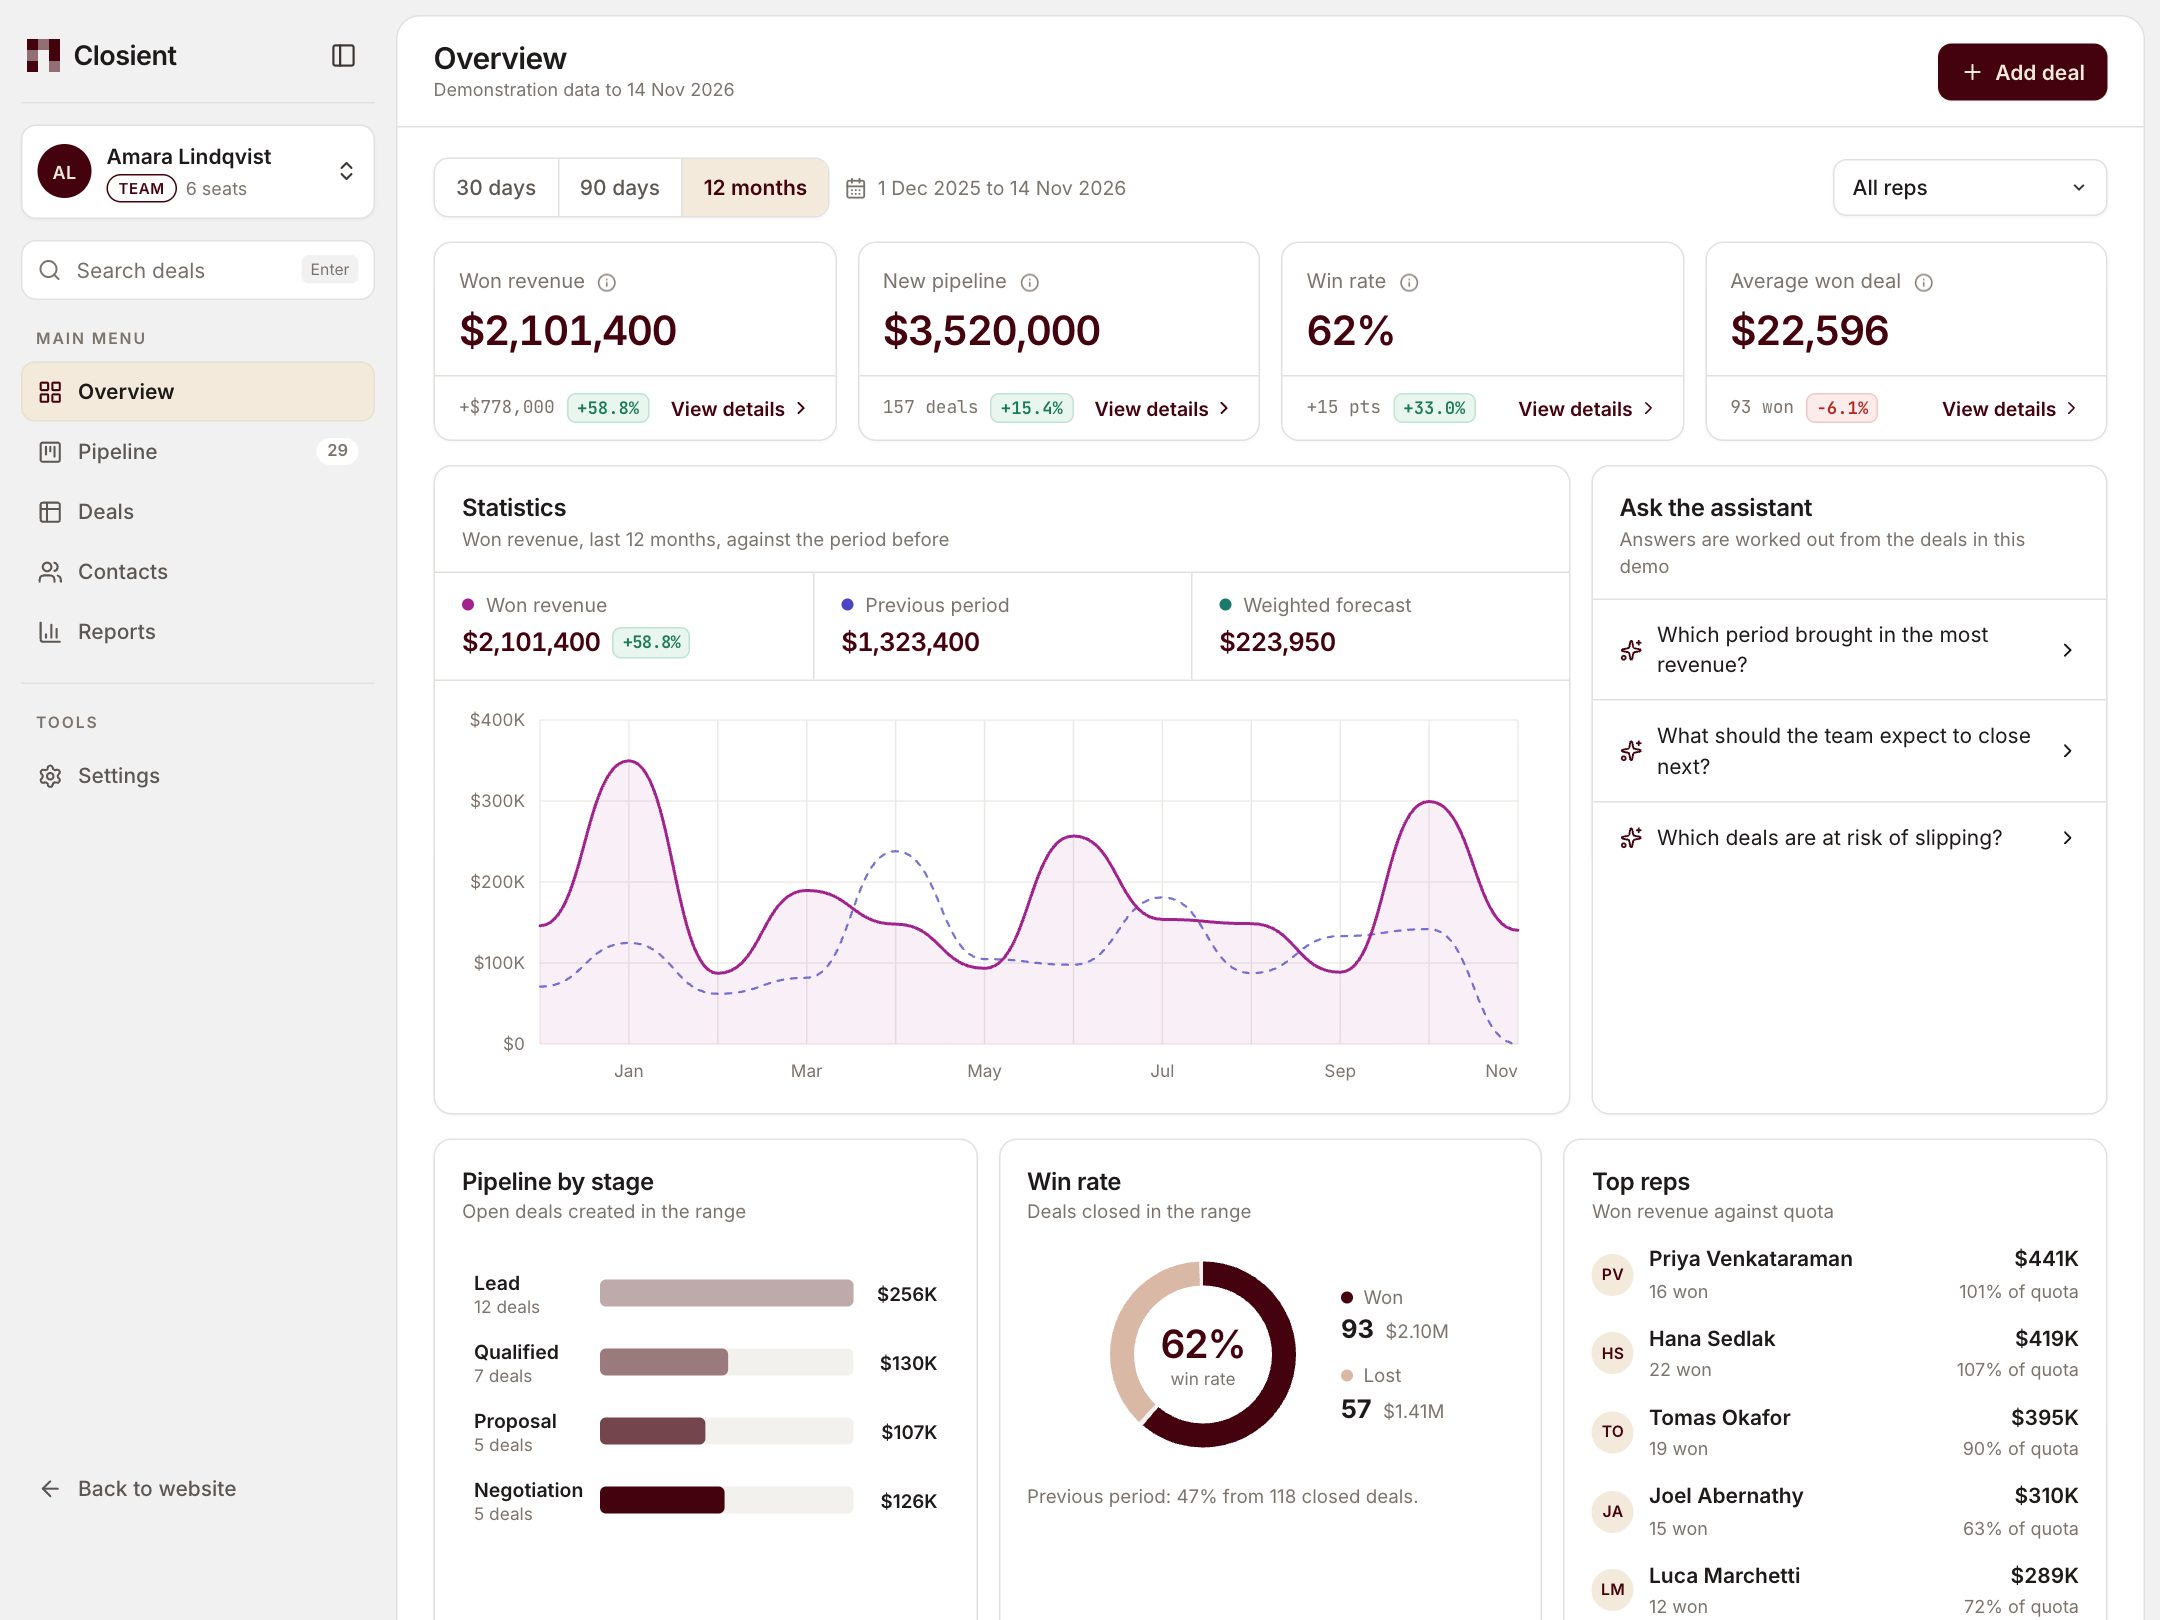 Closient
AL
Amara Lindqvist
TEAM 6 seats
Search deals Enter
MAIN MENU
Overview
Pipeline 29
Deals
Contacts
Reports
TOOLS
Settings
Back to website
Overview
Demonstration data to 14 Nov 2026
+ Add deal
30 days 90 days 12 months 1 Dec 2025 to 14 Nov 2026
All reps
Won revenue
$2,101,400
+$778,000 +58.8% View details
New pipeline
$3,520,000
157 deals +15.4% View details
Win rate
62%
+15 pts +33.0% View details
Average won deal
$22,596
93 won -6.1% View details
Statistics
Won revenue, last 12 months, against the period before
Won revenue
$2,101,400 +58.8%
Previous period
$1,323,400
Weighted forecast
$223,950
$400K
$300K
$200K
$100K
$0
Jan Mar May Jul Sep Nov
Ask the assistant
Answers are worked out from the deals in this
demo
Which period brought in the most
revenue?
What should the team expect to close
next?
Which deals are at risk of slipping?
Pipeline by stage
Open deals created in the range
Lead
12 deals
$256K
Qualified
7 deals
$130K
Proposal
5 deals
$107K
Negotiation
5 deals
$126K
Win rate
Deals closed in the range
62%
win rate
Won
93 $2.10M
Lost
57 $1.41M
Previous period: 47% from 118 closed deals.
Top reps
Won revenue against quota
PV
Priya Venkataraman $441K
16 won 101% of quota
HS
Hana Sedlak $419K
22 won 107% of quota
TO
Tomas Okafor $395K
19 won 90% of quota
JA
Joel Abernathy $310K
15 won 63% of quota
LM
Luca Marchetti $289K
12 won 72% of quota